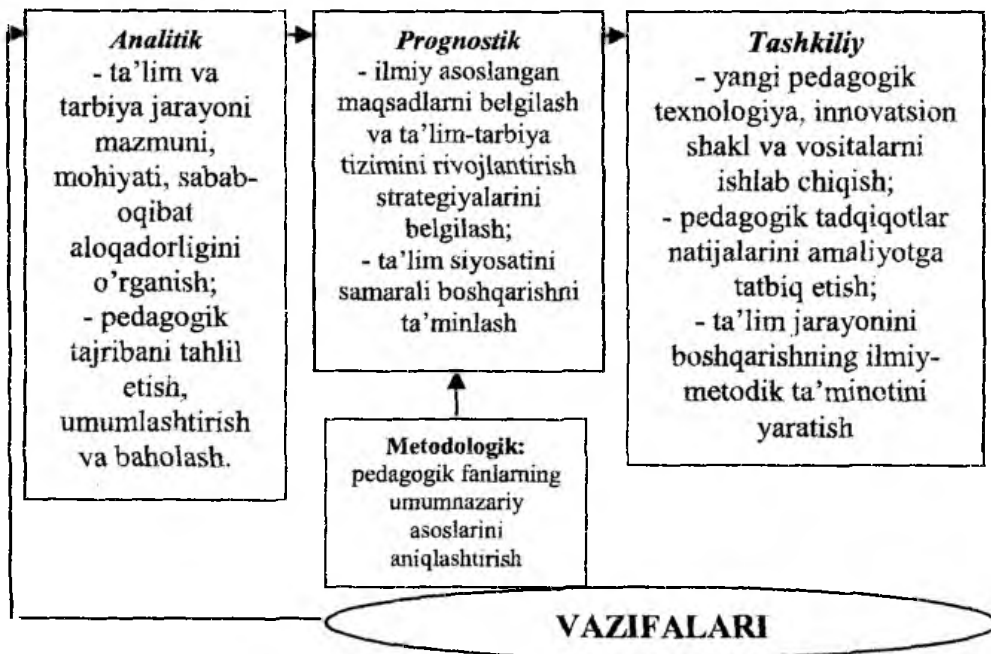 Analitik
- ta’lim va
tarbiya jarayoni
mazmuni,
mohiyati, sabab-
oqibat
aloqadorligini
o’rganish;
- pedagogik
tajribani tahlil
etish,
umumlashtirish
va baholash.
Prognostik
- ilmiy asoslangan
maqsadlarni belgilash
va ta’lim-tarbiya
tizimini rivojlantirish
strategiyalarini
belgilash;
- ta’lim siyosatini
samarali boshqarishni
ta’minlash
Tashkiliy
- yangi pedagogik
texnologiya, innovatsion
shakl va vositalarni
ishlab chiqish;
- pedagogik tadqiqotlar
natijalarini amaliyotga
tatbiq etish;
- ta’lim jarayonini
boshqarishning ilmiy-
metodik ta’minotini
yaratish
Metodologik:
pedagogik fanlarning
umumnazariy
asoslarini
aniqlashtirish
VAZIFALARI